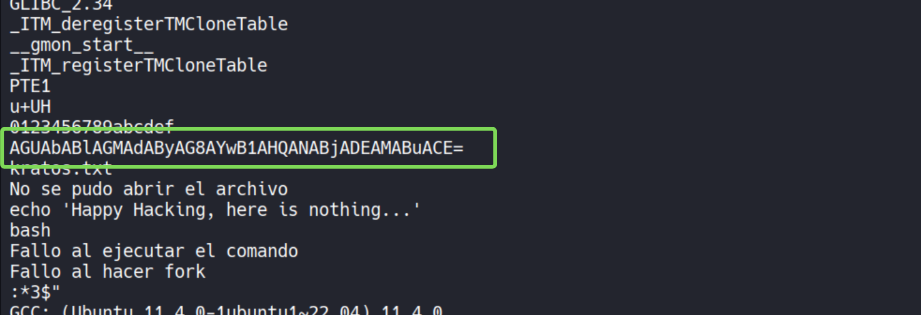 GLIBC_2.34
_ITM_deregisterTMCloneTable
__gmon_start__
_ITM_registerTMCloneTable
PTE1
u+UH
0123456789abcdef
AGUAbABlAGMAdAByAG8AYwB1AHQANABjADEAMABuACE=
kratos.txt
No se pudo abrir el archivo
echo 'Happy Hacking, here is nothing...'
bash
Fallo al ejecutar el comando
Fallo al hacer fork
:*3$"
GCC: (Ubuntu 11.4.0-1ubuntu1~22.04) 11.4.0